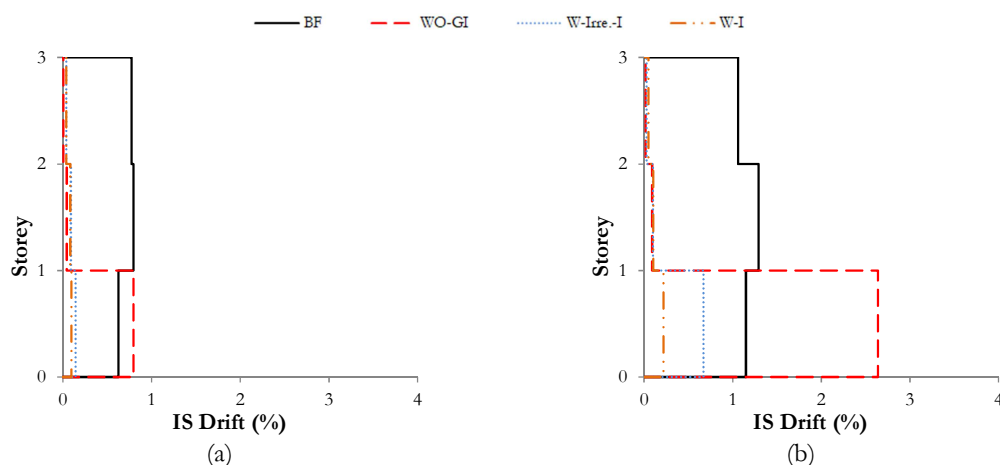 BF WO-GI W-Irre.-I W-I
3
2
1
0
Storey
0 1 2 3 4
IS Drift (%)
(a)
3
2
1
0
Storey
0 1 2 3 4
IS Drift (%)
(b)